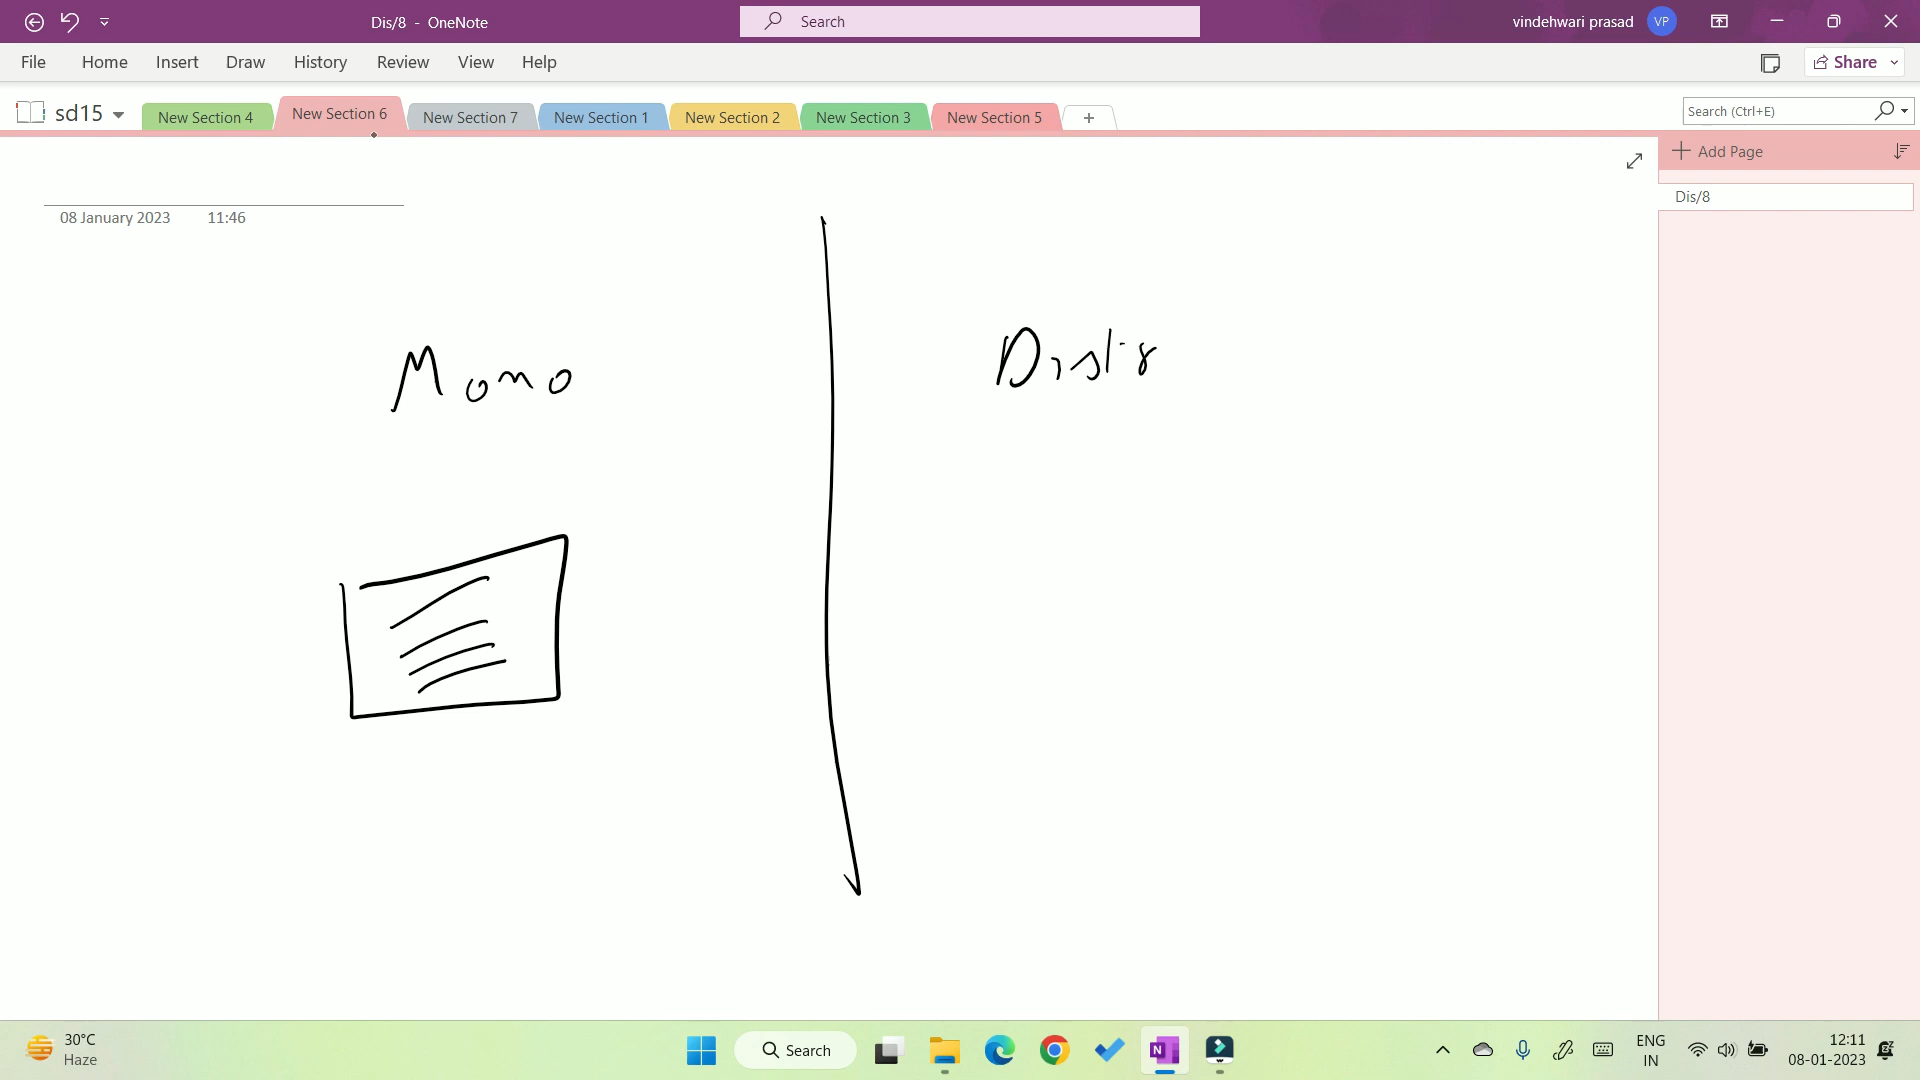 Dis/8 - OneNote
Search
vindehwari prasad
VP
File Home Insert Draw History Review View Help
Share
sd15
New Section 4
New Section 6
New Section 7
New Section 1
New Section 2
New Section 3
New Section 5
+
Search (Ctrl+E)
Add Page
Dis/8
08 January 2023 11:46
Mono
Distr
30°C
Haze
Search
ENG
IN
12:11
08-01-2023